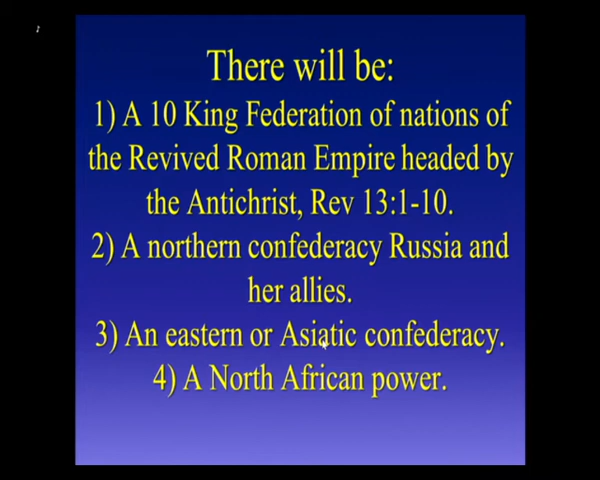 There will be:
1) A 10 King Federation of nations of
the Revived Roman Empire headed by
the Antichrist, Rev 13:1-10.
2) A northern confederacy Russia and
her allies.
3) An eastern or Asiatic confederacy.
4) A North African power.